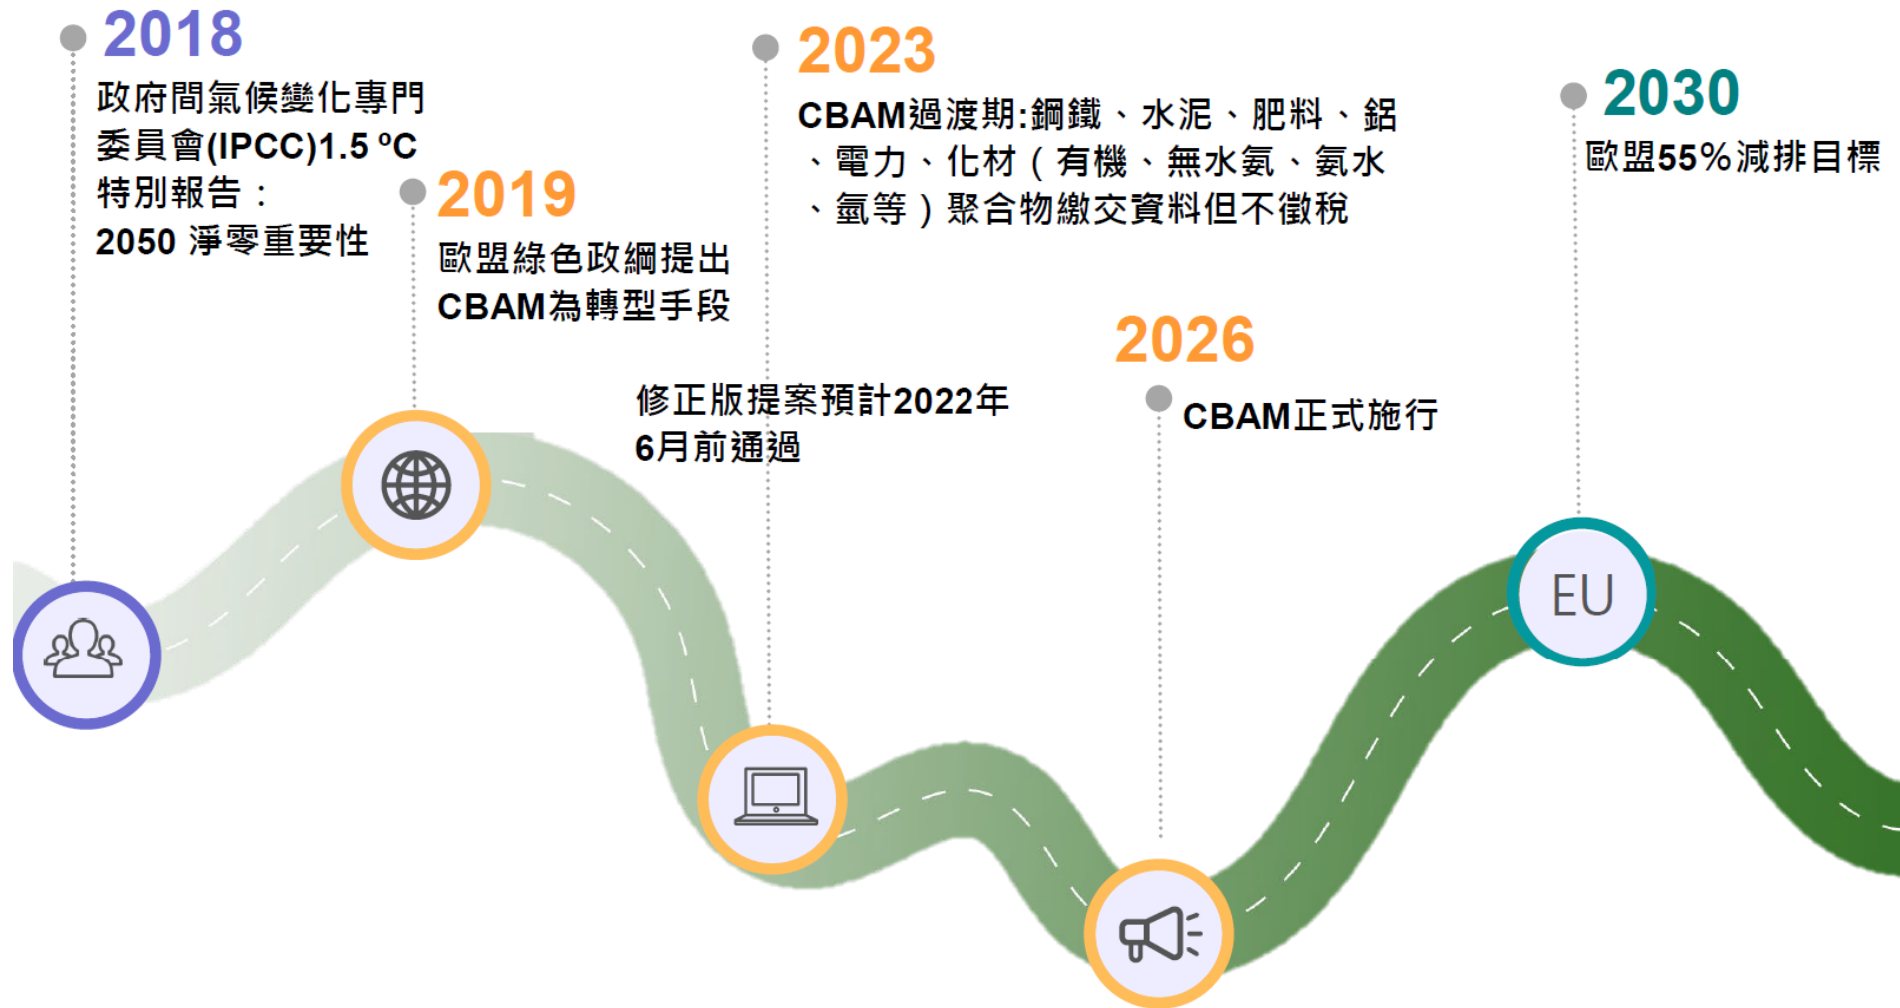 2018
政府間氣候變化專門
委員會(IPCC)1.5 ºC
特別報告：
2050 淨零重要性
2019
歐盟綠色政綱提出
CBAM為轉型手段
2023
CBAM過渡期:鋼鐵、水泥、肥料、鋁
、電力、化材（有機、無水氨、氨水
、氫等）聚合物繳交資料但不徵稅
修正版提案預計2022年
6月前通過
2026
CBAM正式施行
2030
歐盟55%減排目標
EU